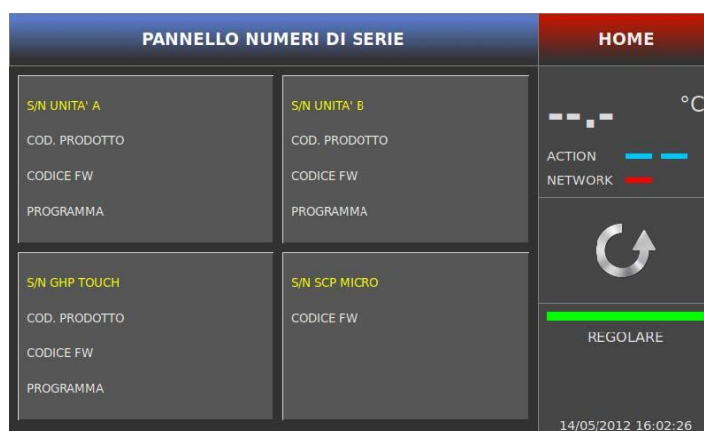 PANNELLO NUMERI DI SERIE
HOME
S/N UNITA' A
COD. PRODOTTO
CODICE FW
PROGRAMMA
S/N UNITA' B
COD. PRODOTTO
CODICE FW
PROGRAMMA
S/N GHP TOUCH
COD. PRODOTTO
CODICE FW
PROGRAMMA
S/N SCP MICRO
CODICE FW
--.- °C
ACTION
NETWORK
REGOLARE
14/05/2012 16:02:26